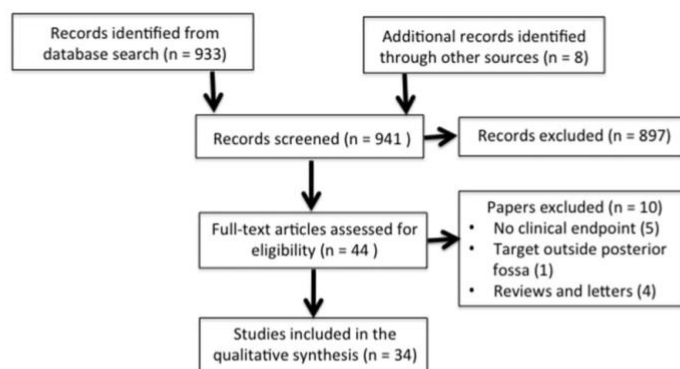 Records identified from
database search (n = 933)
Additional records identified
through other sources (n = 8)
Records screened (n = 941 )
Records excluded (n = 897)
Full-text articles assessed for
eligibility (n = 44 )
Papers excluded (n = 10)
• No clinical endpoint (5)
• Target outside posterior
fossa (1)
• Reviews and letters (4)
Studies included in the
qualitative synthesis (n = 34)